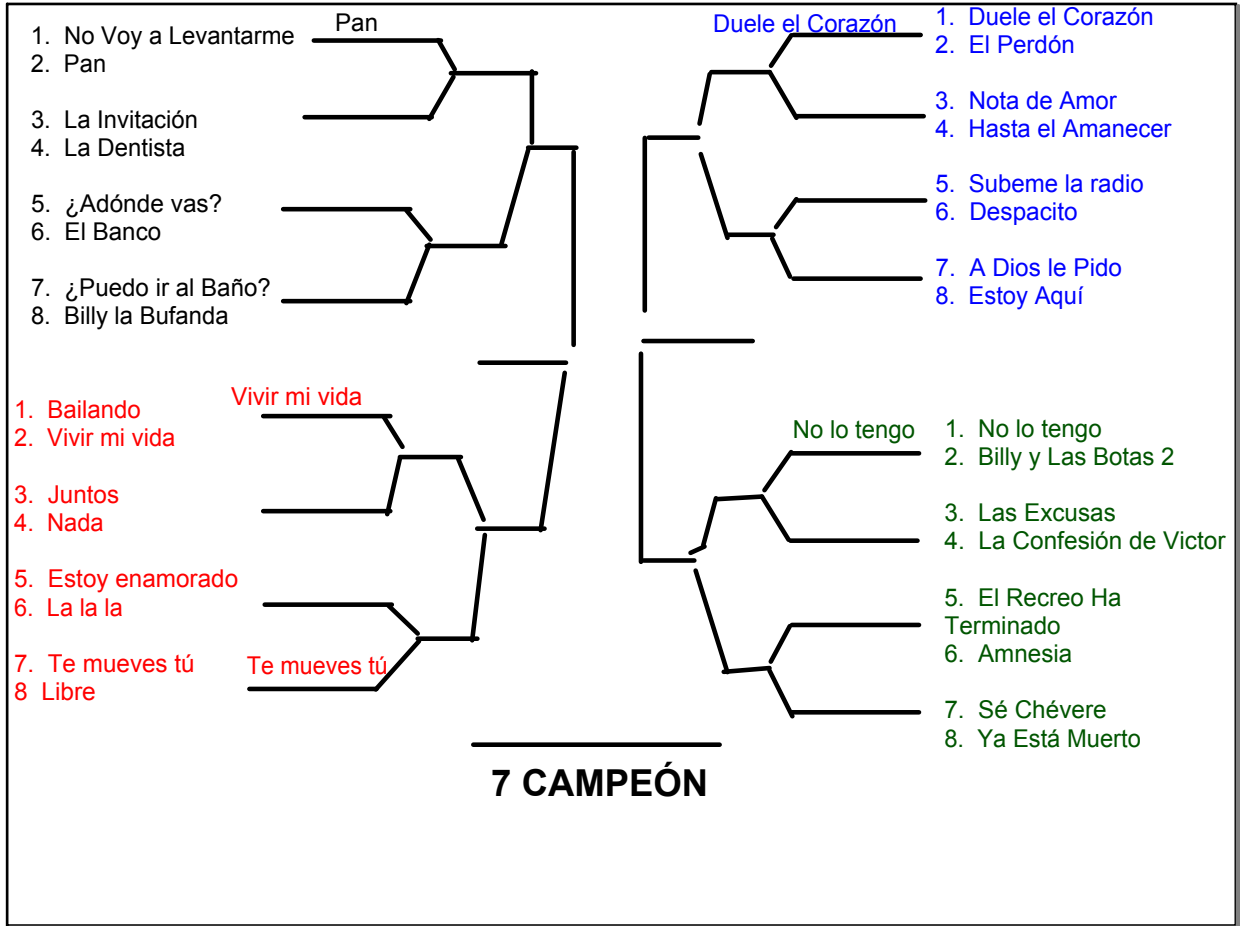 Pan
1. No Voy a Levantarme
2. Pan
3. La Invitación
4. La Dentista
5. ¿Adónde vas?
6. El Banco
7. ¿Puedo ir al Baño?
8. Billy la Bufanda
Duele el Corazón
1. Duele el Corazón
2. El Perdón
3. Nota de Amor
4. Hasta el Amanecer
5. Subeme la radio
6. Despacito
7. A Dios le Pido
8. Estoy Aquí
Vivir mi vida
1. Bailando
2. Vivir mi vida
3. Juntos
4. Nada
5. Estoy enamorado
6. La la la
7. Te mueves tú
Te mueves tú
8 Libre
No lo tengo
1. No lo tengo
2. Billy y Las Botas 2
3. Las Excusas
4. La Confesión de Victor
5. El Recreo Ha
Terminado
6. Amnesia
7. Sé Chévere
8. Ya Está Muerto
7 CAMPEÓN